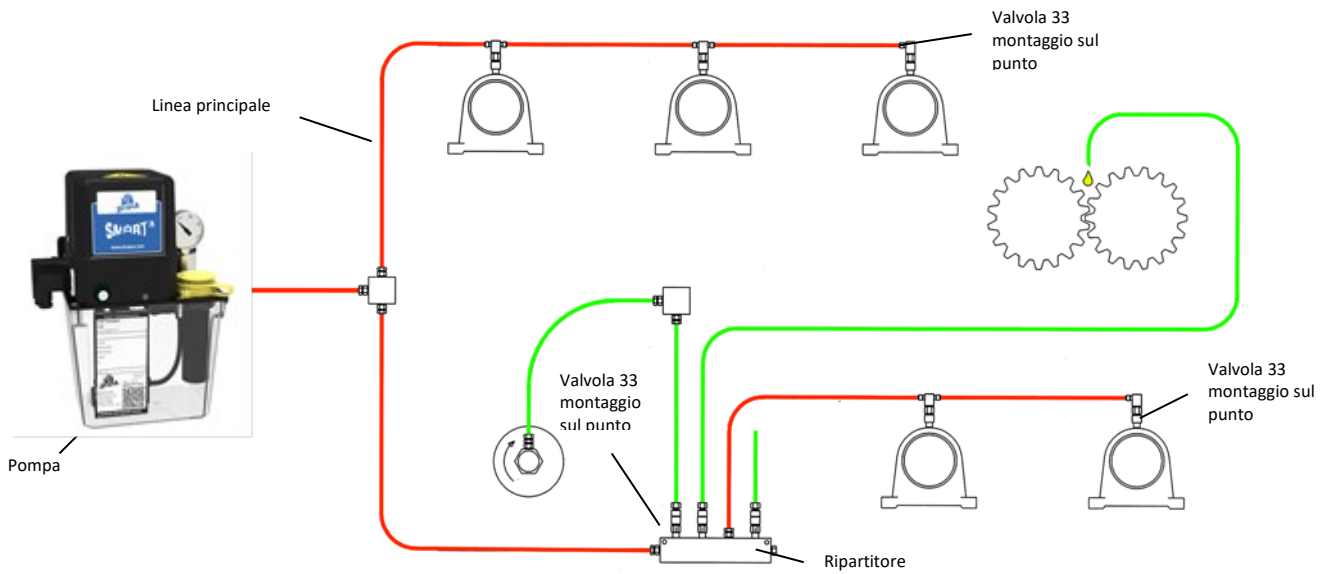 Valvola 33
montaggio sul
punto
Linea principale
SMART³
Valvola 33
montaggio
sul punto
Valvola 33
montaggio sul
punto
Pompa
Ripartitore